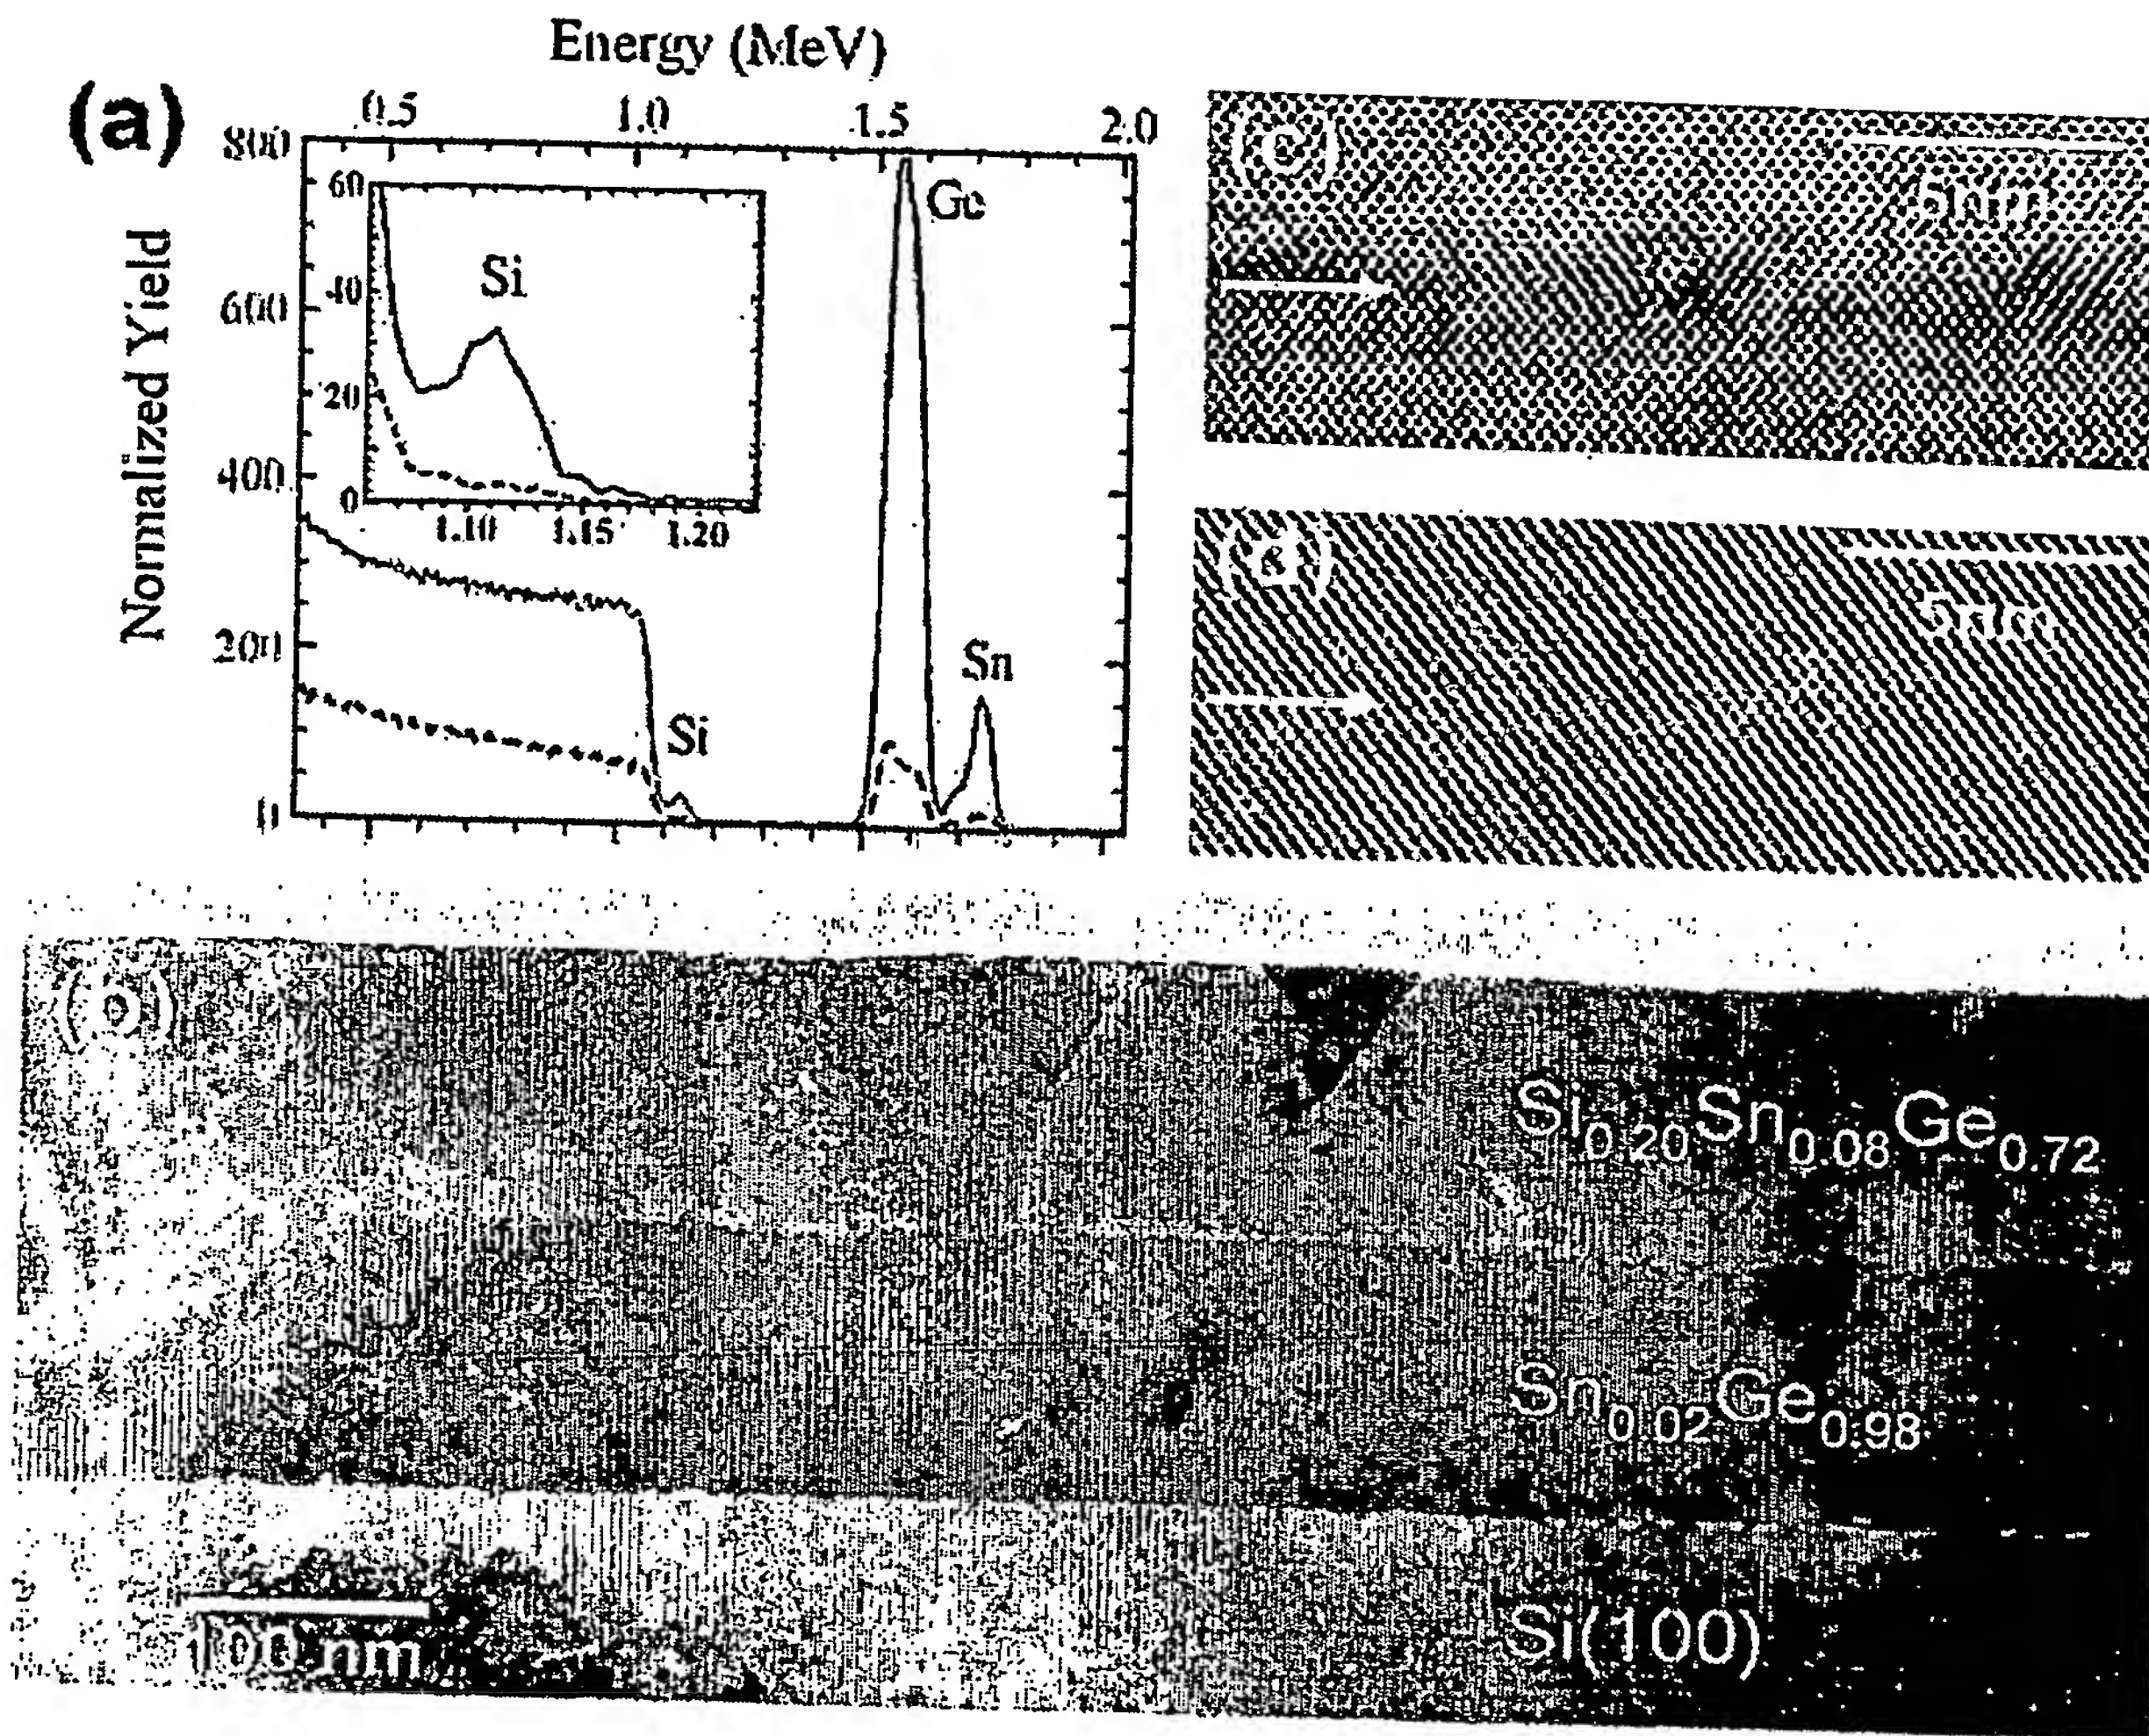 Energy (MeV)
(a)
0.5 1.0 1.5 2.0
800
600
400
200
0
Normalized Yield
60
40
20
0
Si
1.10 1.15 1.20
Ge
Sn
Si
(c)
5nm
(d)
5nm
(b)
Si0.20Sn0.08Ge0.72
Sn0.02Ge0.98
Si(100)
100 nm